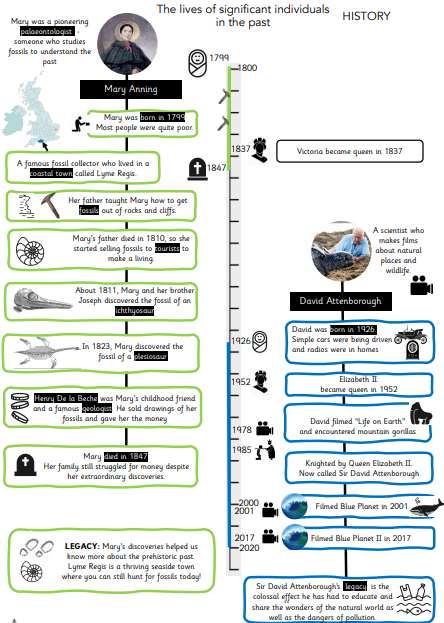 The lives of significant individuals
in the past
HISTORY
Mary was a pioneering
palaeontologist -
someone who studies
fossils to understand the
past
Mary Anning
Mary was born in 1799
Most people were quite poor.
A famous fossil collector who lived in a
coastal town called Lyme Regis.
Her father taught Mary how to get
fossils out of rocks and cliffs.
Mary's father died in 1810, so she
started selling fossils to tourists to
make a living.
About 1811, Mary and her brother
Joseph discovered the fossil of an
ichthyosaur
In 1823, Mary discovered the
fossil of a plesiosaur
Henry De la Beche was Mary's childhood friend
and a famous geologist. He sold drawings of her
fossils and gave her the money
Mary died in 1847
Her family still struggled for money despite
her extraordinary discoveries.
LEGACY: Mary's discoveries helped us
know more about the prehistoric past.
Lyme Regis is a thriving seaside town
where you can still hunt for fossils today!
1799
1800
1837
1847
1926
1952
1978
1985
2000
2001
2017
2020
Victoria became queen in 1837
A scientist who
makes films
about natural
places and
wildlife.
David Attenborough
David was born in 1926.
Simple cars were being driven
and radios were in homes
Elizabeth II
became queen in 1952
David filmed "Life on Earth"
and encountered mountain gorillas
Knighted by Queen Elizabeth II.
Now called Sir David Attenborough
Filmed Blue Planet in 2001
Filmed Blue Planet II in 2017
Sir David Attenborough's legacy is the
colossal effect he has had to educate and
share the wonders of the natural world as
well as the dangers of pollution.